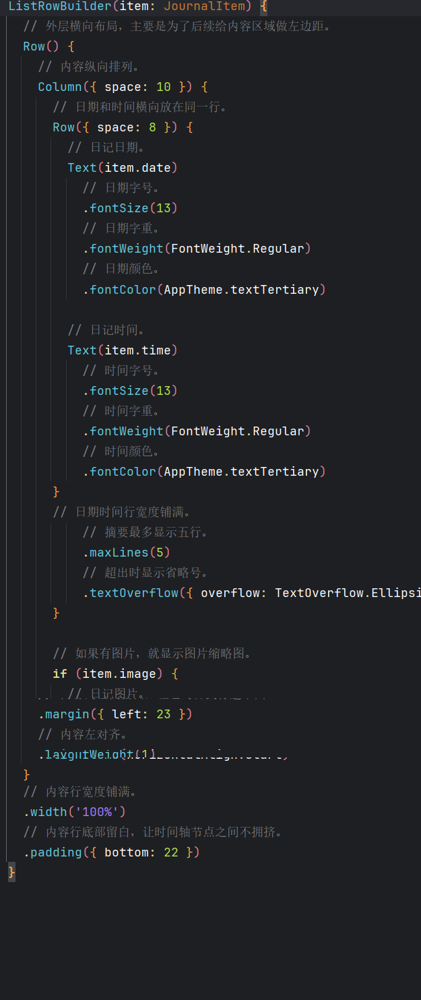 ListRowBuilder(item: JournalItem) {
// 外层横向布局，主要是为了后续给内容区域做左边距。
Row() {
// 内容纵向排列。
Column({ space: 10 }) {
// 日期和时间横向放在同一行。
Row({ space: 8 }) {
// 日记日期。
Text(item.date)
// 日期字号。
.fontSize(13)
// 日期字重。
.fontWeight(FontWeight.Regular)
// 日期颜色。
.fontColor(AppTheme.textTertiary)
// 日记时间。
Text(item.time)
// 时间字号。
.fontSize(13)
// 时间字重。
.fontWeight(FontWeight.Regular)
// 时间颜色。
.fontColor(AppTheme.textTertiary)
}
// 日期时间行宽度铺满。
// 摘要最多显示五行。
.maxLines(5)
// 超出时显示省略号。
.textOverflow({ overflow: TextOverflow.Ellipsi
}
// 如果有图片，就显示图片缩略图。
if (item.image) {
// 日记图片。
.margin({ left: 23 })
// 内容左对齐。
.layoutWeight(1)
}
// 内容行宽度铺满。
.width('100%')
// 内容行底部留白，让时间轴节点之间不拥挤。
.padding({ bottom: 22 })
}